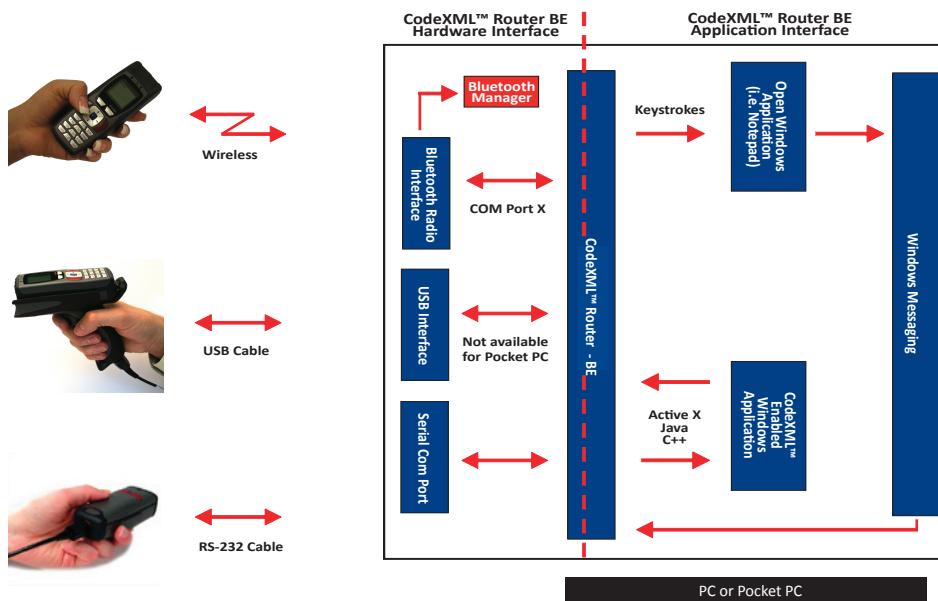 CodeXML™ Router BE
Hardware Interface
CodeXML™ Router BE
Application Interface
Bluetooth
Manager
Wireless
Bluetooth Radio
Interface
COM Port X
Keystrokes
Open Windows
Application
(i.e. Notepad)
Windows Messaging
CodeXML™ Router - BE
USB Cable
USB Interface
Not available
for Pocket PC
Active X
Java
C++
CodeXML™
Enabled
Windows
Application
Serial Com Port
RS-232 Cable
PC or Pocket PC